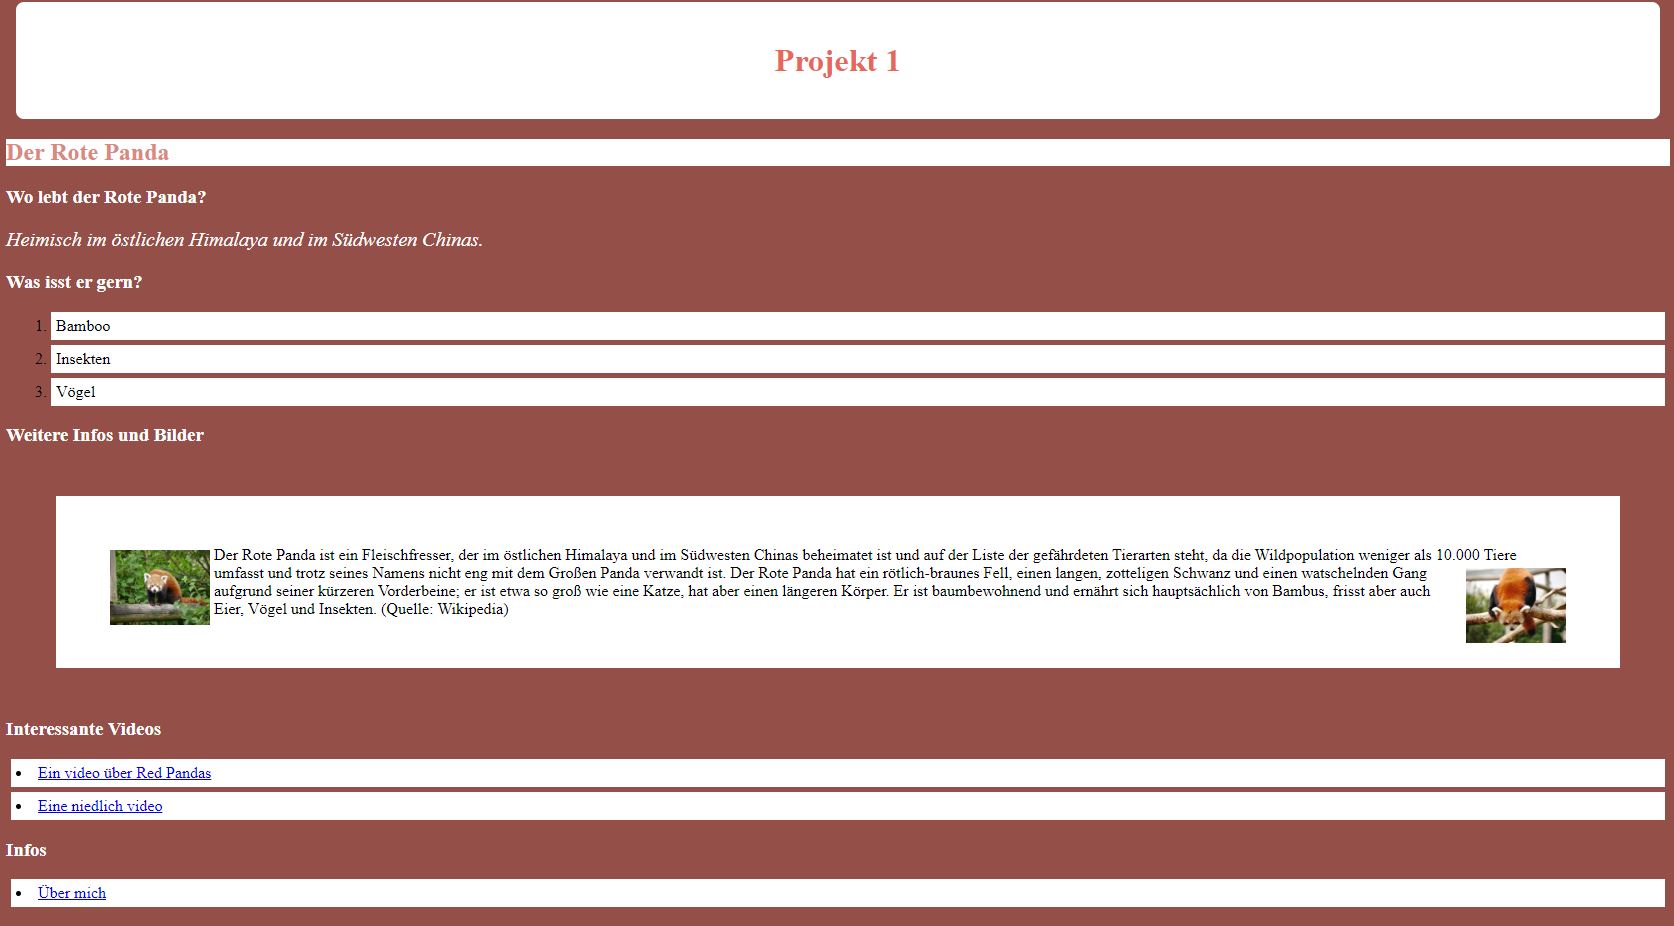 Projekt 1
Der Rote Panda
Wo lebt der Rote Panda?
Heimisch im östlichen Himalaya und im Südwesten Chinas.
Was isst er gern?
1. Bamboo
2. Insekten
3. Vögel
Weitere Infos und Bilder
Der Rote Panda ist ein Fleischfresser, der im östlichen Himalaya und im Südwesten Chinas beheimatet ist und auf der Liste der gefährdeten Tierarten steht, da die Wildpopulation weniger als 10.000 Tiere
umfasst und trotz seines Namens nicht eng mit dem Großen Panda verwandt ist. Der Rote Panda hat ein rötlich-braunes Fell, einen langen, zotteligen Schwanz und einen watschelnden Gang
aufgrund seiner kürzeren Vorderbeine; er ist etwa so groß wie eine Katze, hat aber einen längeren Körper. Er ist baumbewohnend und ernährt sich hauptsächlich von Bambus, frisst aber auch
Eier, Vögel und Insekten. (Quelle: Wikipedia)
Interessante Videos
• Ein video über Red Pandas
• Eine niedlich video
Infos
• Über mich